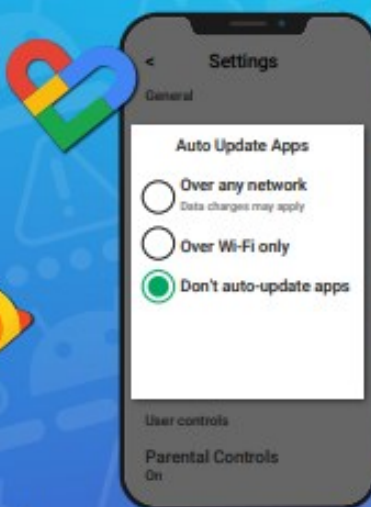 < Settings
General
Auto Update Apps
Over any network
Data charges may apply
Over Wi-Fi only
Don't auto-update apps
User controls
Parental Controls
On